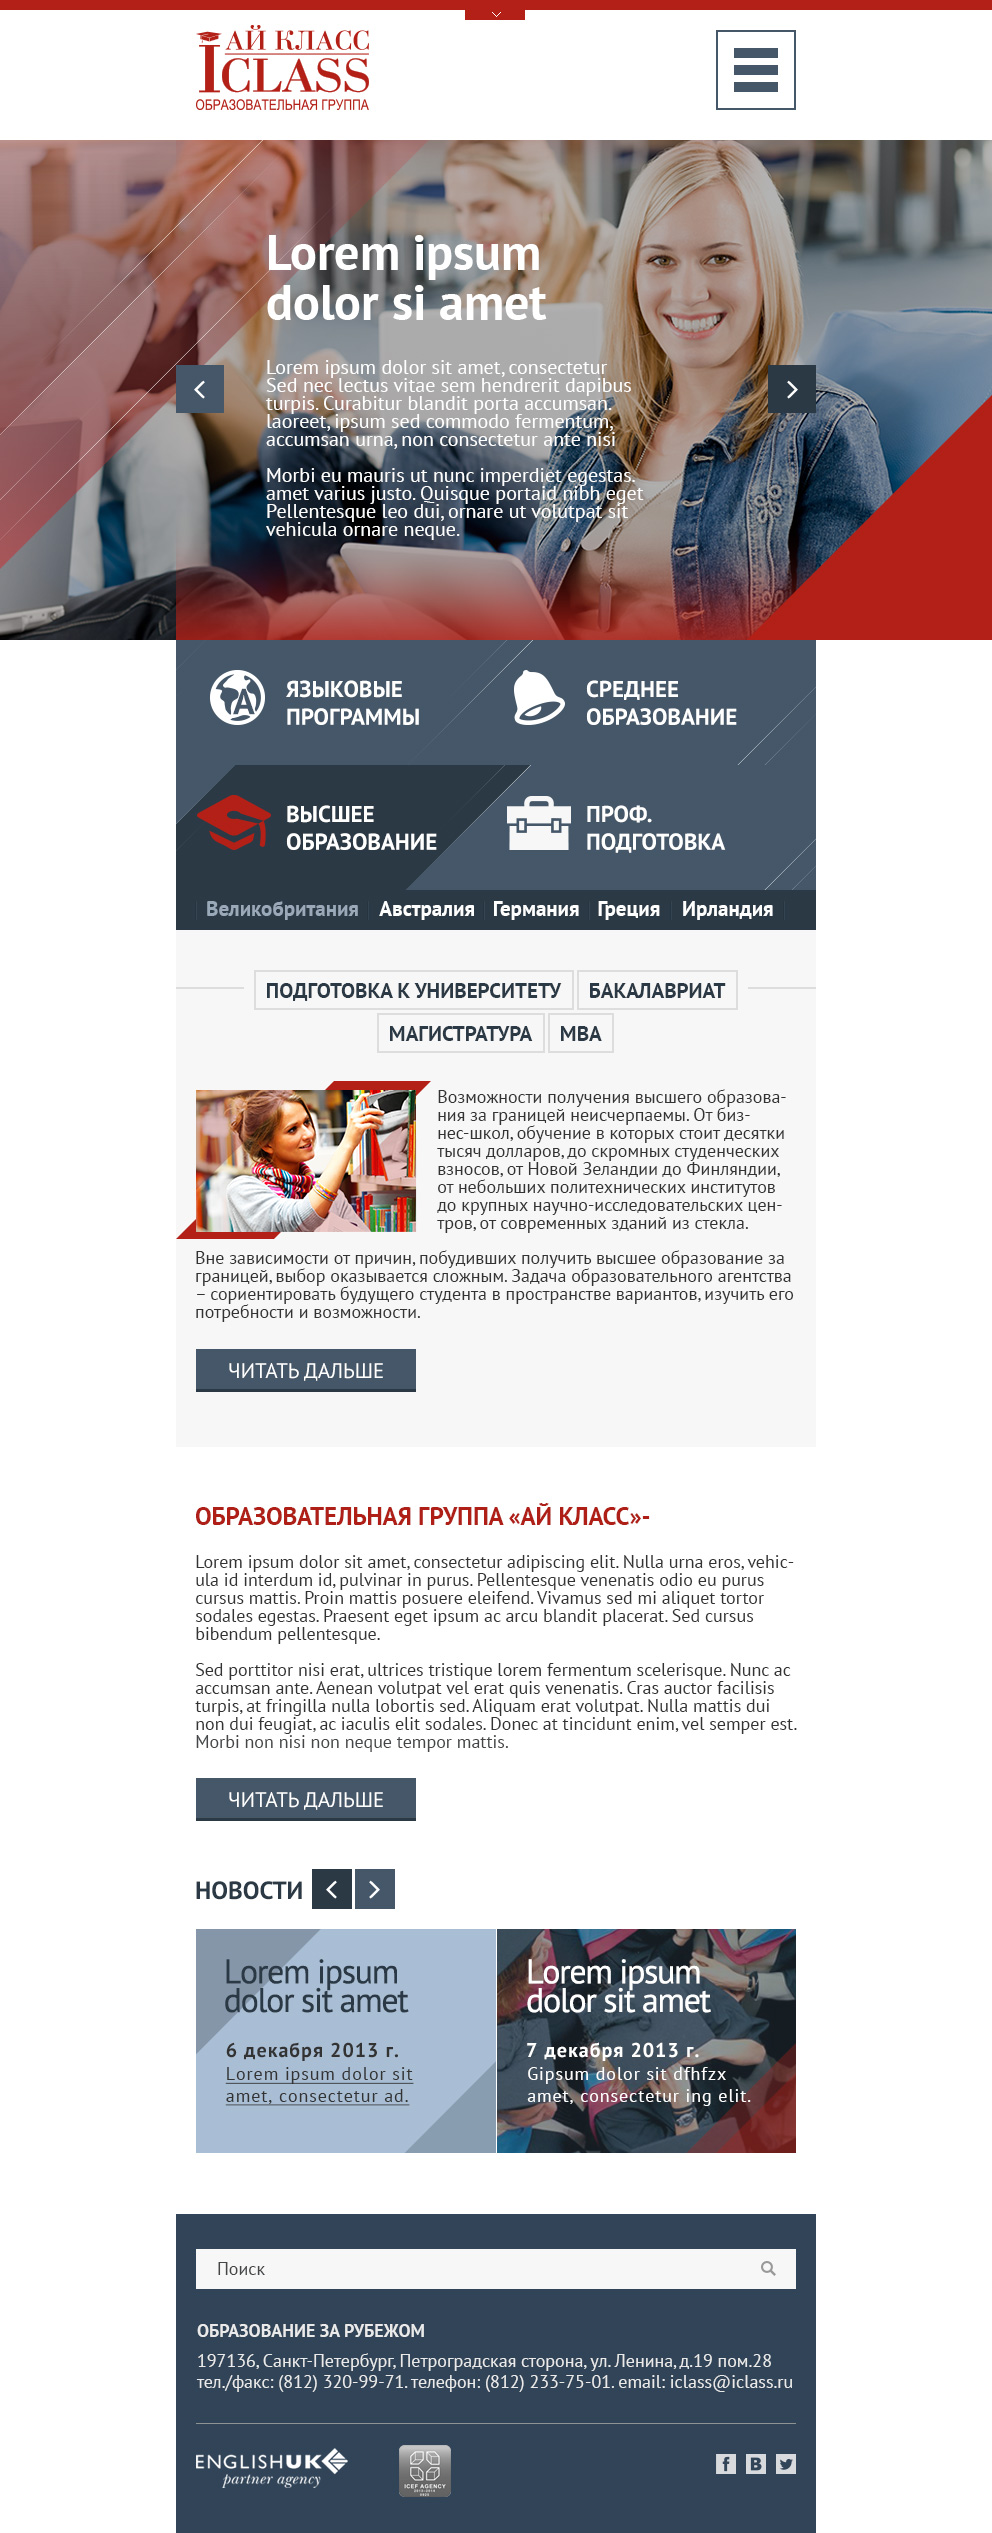 АЙ КЛАСС
ICLASS
ОБРАЗОВАТЕЛЬНАЯ ГРУППА
Lorem ipsum
dolor si amet
Lorem ipsum dolor sit amet, consectetur
Sed nec lectus vitae sem hendrerit dapibus
turpis. Curabitur blandit porta accumsan.
laoreet, ipsum sed commodo fermentum,
accumsan urna, non consectetur ante nisi
Morbi eu mauris ut nunc imperdiet egestas.
amet varius justo. Quisque portaid nibh eget
Pellentesque leo dui, ornare ut volutpat sit
vehicula ornare neque.
ЯЗЫКОВЫЕ
ПРОГРАММЫ
СРЕДНЕЕ
ОБРАЗОВАНИЕ
ВЫСШЕЕ
ОБРАЗОВАНИЕ
ПРОФ.
ПОДГОТОВКА
Великобритания Австралия Германия Греция Ирландия
ПОДГОТОВКА К УНИВЕРСИТЕТУ БАКАЛАВРИАТ
МАГИСТРАТУРА МВА
Возможности получения высшего образова-
ния за границей неисчерпаемы. От биз-
нес-школ, обучение в которых стоит десятки
тысяч долларов, до скромных студенческих
взносов, от Новой Зеландии до Финляндии,
от небольших политехнических институтов
до крупных научно-исследовательских цен-
тров, от современных зданий из стекла.
Вне зависимости от причин, побудивших получить высшее образование за
границей, выбор оказывается сложным. Задача образовательного агентства
– сориентировать будущего студента в пространстве вариантов, изучить его
потребности и возможности.
ЧИТАТЬ ДАЛЬШЕ
ОБРАЗОВАТЕЛЬНАЯ ГРУППА «АЙ КЛАСС»-
Lorem ipsum dolor sit amet, consectetur adipiscing elit. Nulla urna eros, vehic-
ula id interdum id, pulvinar in purus. Pellentesque venenatis odio eu purus
cursus mattis. Proin mattis posuere eleifend. Vivamus sed mi aliquet tortor
sodales egestas. Praesent eget ipsum ac arcu blandit placerat. Sed cursus
bibendum pellentesque.
Sed porttitor nisi erat, ultrices tristique lorem fermentum scelerisque. Nunc ac
accumsan ante. Aenean volutpat vel erat quis venenatis. Cras auctor facilisis
turpis, at fringilla nulla lobortis sed. Aliquam erat volutpat. Nulla mattis dui
non dui feugiat, ac iaculis elit sodales. Donec at tincidunt enim, vel semper est.
Morbi non nisi non neque tempor mattis.
ЧИТАТЬ ДАЛЬШЕ
НОВОСТИ
Lorem ipsum
dolor sit amet
6 декабря 2013 г.
Lorem ipsum dolor sit
amet, consectetur ad.
Lorem ipsum
dolor sit amet
7 декабря 2013 г.
Gipsum dolor sit dfhfzx
amet, consectetur ing elit.
Поиск
ОБРАЗОВАНИЕ ЗА РУБЕЖОМ
197136, Санкт-Петербург, Петроградская сторона, ул. Ленина, д.19 пом.28
тел./факс: (812) 320-99-71. телефон: (812) 233-75-01. email: iclass@iclass.ru
ENGLISHUK
partner agency
ICEF AGENCY